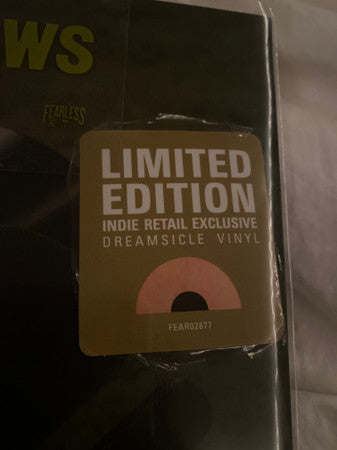 WS
FEARLESS
LIMITED
EDITION
INDIE RETAIL EXCLUSIVE
DREAMSICLE VINYL
FEAR02877